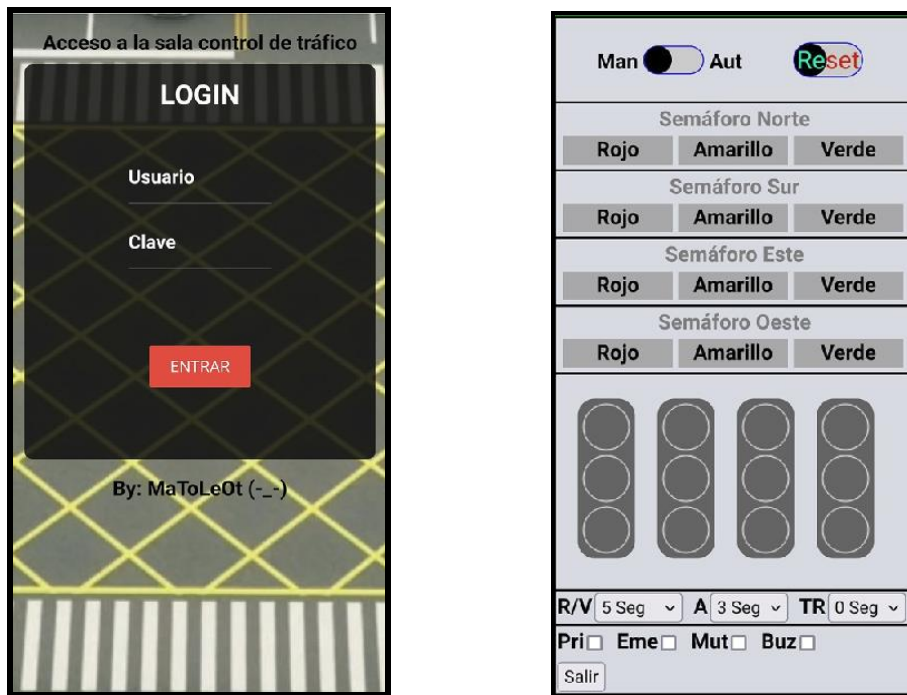 Acceso a la sala control de tráfico
LOGIN
Usuario
Clave
ENTRAR
By: MaToLeOt (-_-)
Man Aut Reset
Semáforo Norte
Rojo Amarillo Verde
Semáforo Sur
Rojo Amarillo Verde
Semáforo Este
Rojo Amarillo Verde
Semáforo Oeste
Rojo Amarillo Verde
R/V 5 Seg A 3 Seg TR 0 Seg
Pri Eme Mut Buz
Salir